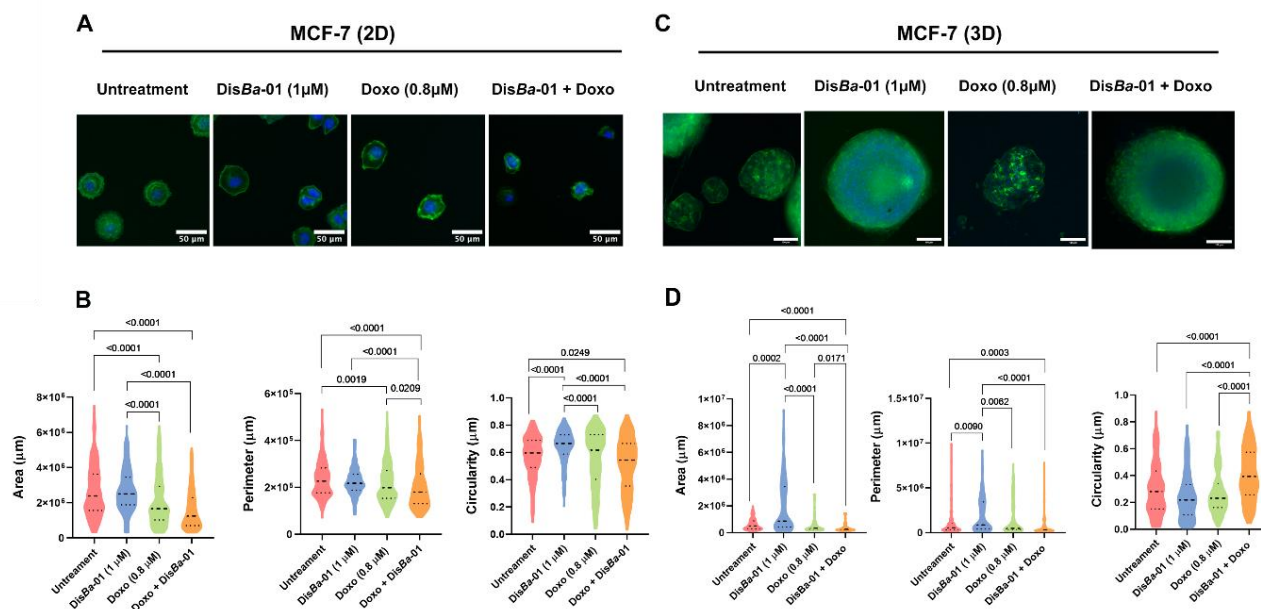 A
MCF-7 (2D)
Untreatment DisBa-01 (1µM) Doxo (0.8µM) DisBa-01 + Doxo
50 µm 50 µm 50 µm 50 µm
C
MCF-7 (3D)
Untreatment DisBa-01 (1µM) Doxo (0.8µM) DisBa-01 + Doxo
B
<0.0001
<0.0001
<0.0001
<0.0001
8×10⁶
6×10⁶
4×10⁶
2×10⁶
0
Area (µm)
Untreament
DisBa-01 (1 µM)
Doxo (0.8 µM)
Doxo + DisBa-01
<0.0001
<0.0001
0.0019
0.0209
6×10⁵
4×10⁵
2×10⁵
0
Perimeter (µm)
Untreament
DisBa-01 (1 µM)
Doxo (0.8 µM)
Doxo + DisBa-01
0.0249
<0.0001
<0.0001
<0.0001
1.0
0.8
0.6
0.4
0.2
0.0
Circularity (µm)
Untreament
DisBa-01 (1 µM)
Doxo (0.8 µM)
Doxo + DisBa-01
D
<0.0001
<0.0001
0.0002
0.0171
<0.0001
1×10⁷
8×10⁶
6×10⁶
4×10⁶
2×10⁶
0
Area (µm)
Untreatment
DisBa-01 (1 µM)
Doxo (0.8 µM)
DisBa-01 + Doxo
0.0003
<0.0001
0.0062
0.0090
1.5×10⁷
1.0×10⁷
5×10⁶
0
Perimeter (µm)
Untreatment
DisBa-01 (1 µM)
Doxo (0.8 µM)
DisBa-01 + Doxo
<0.0001
<0.0001
<0.0001
1.0
0.8
0.6
0.4
0.2
0.0
Circularity (µm)
Untreatment
DisBa-01 (1 µM)
Doxo (0.8 µM)
DisBa-01 + Doxo